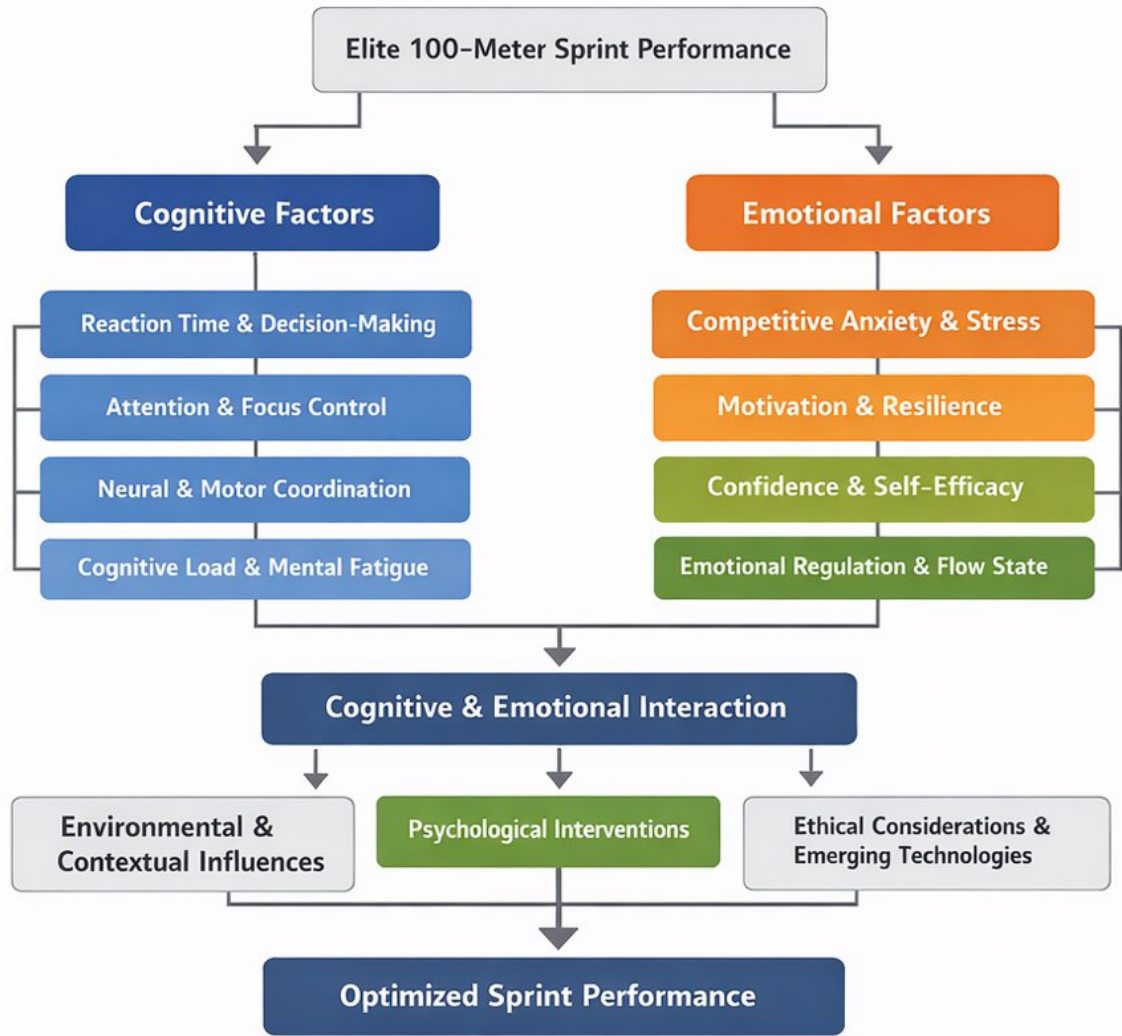 Elite 100-Meter Sprint Performance
Cognitive Factors
Reaction Time & Decision-Making
Attention & Focus Control
Neural & Motor Coordination
Cognitive Load & Mental Fatigue
Emotional Factors
Competitive Anxiety & Stress
Motivation & Resilience
Confidence & Self-Efficacy
Emotional Regulation & Flow State
Cognitive & Emotional Interaction
Environmental &
Contextual Influences
Psychological Interventions
Ethical Considerations &
Emerging Technologies
Optimized Sprint Performance